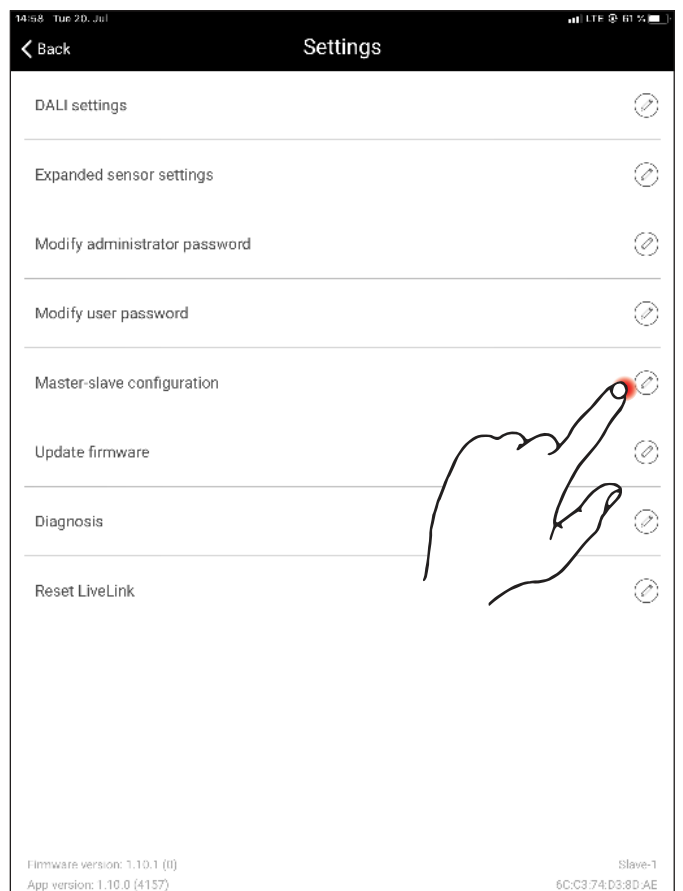 14:58 Tue 20. Jul LTE 61 %
Back
Settings
DALI settings
Expanded sensor settings
Modify administrator password
Modify user password
Master-slave configuration
Update firmware
Diagnosis
Reset LiveLink
Firmware version: 1.10.1 (0) Slave-1
App version: 1.10.0 (4157) 6C:C3:74:D3:8D:AE